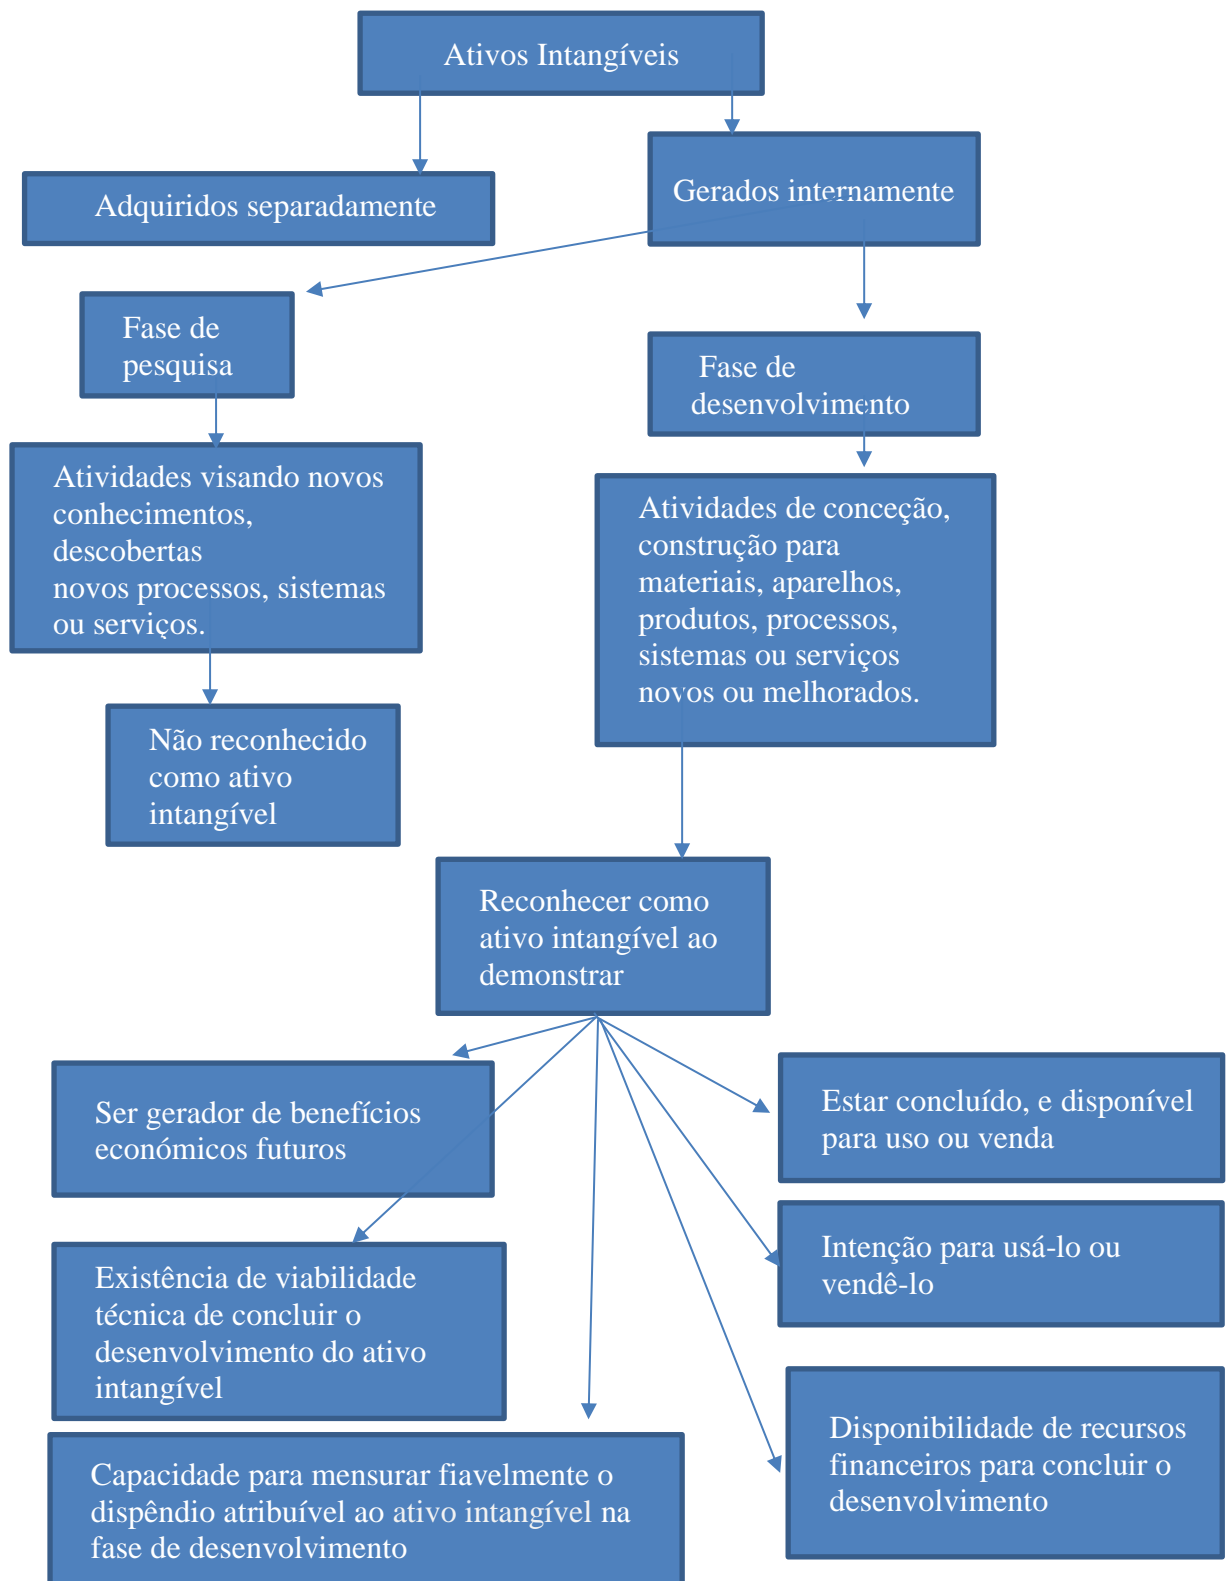 Ativos Intangíveis
Adquiridos separadamente
Gerados internamente
Fase de
pesquisa
Fase de
desenvolvimento
Atividades visando novos
conhecimentos,
descobertas
novos processos, sistemas
ou serviços.
Atividades de conceção,
construção para
materiais, aparelhos,
produtos, processos,
sistemas ou serviços
novos ou melhorados.
Não reconhecido
como ativo
intangível
Reconhecer como
ativo intangível ao
demonstrar
Ser gerador de benefícios
económicos futuros
Estar concluído, e disponível
para uso ou venda
Existência de viabilidade
técnica de concluir o
desenvolvimento do ativo
intangível
Intenção para usá-lo ou
vendê-lo
Capacidade para mensurar fiavelmente o
dispêndio atribuível ao ativo intangível na
fase de desenvolvimento
Disponibilidade de recursos
financeiros para concluir o
desenvolvimento